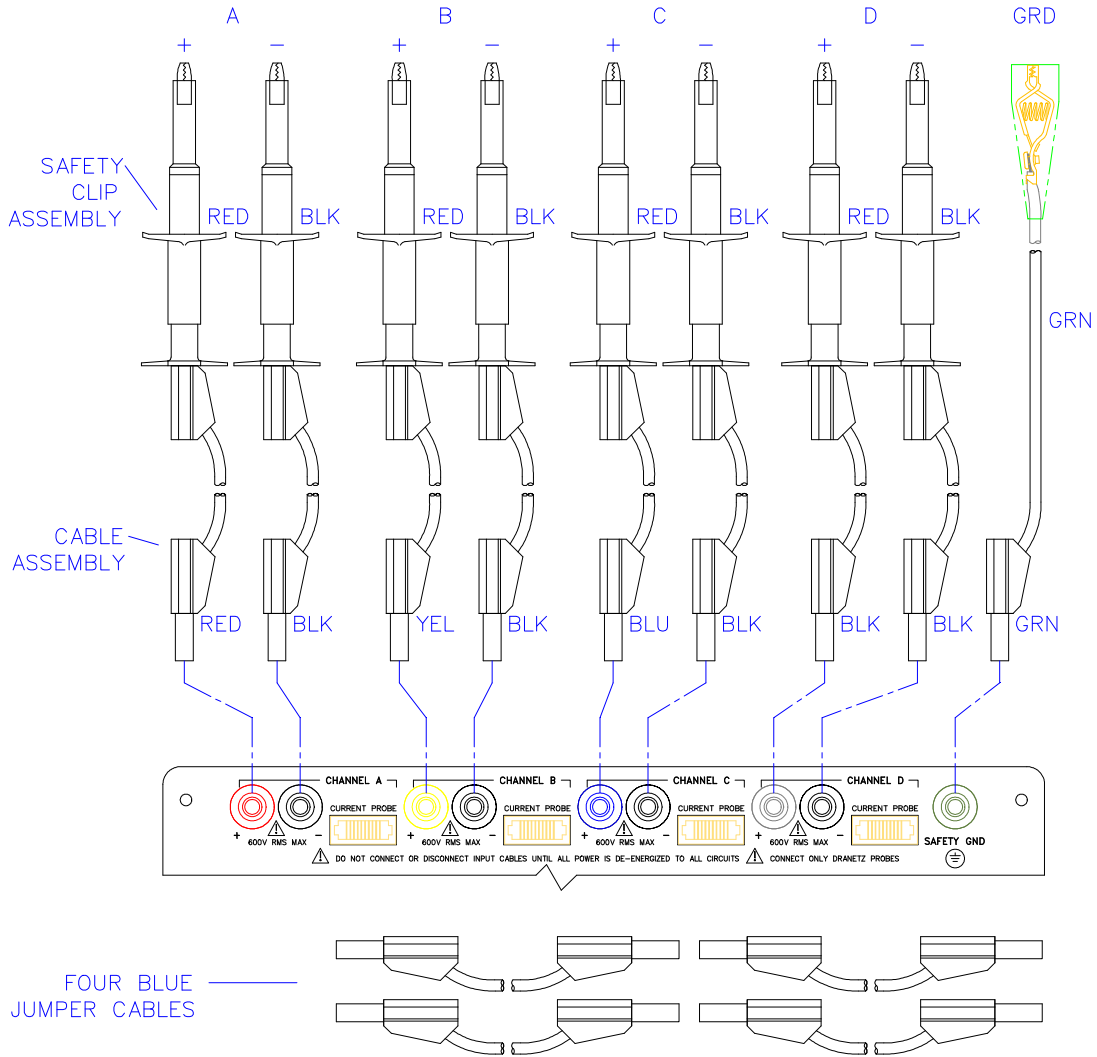 A B C D GRD
+ − + − + − + −
SAFETY
CLIP
ASSEMBLY
RED BLK RED BLK RED BLK RED BLK
GRN
CABLE
ASSEMBLY
RED BLK YEL BLK BLU BLK BLK BLK GRN
CHANNEL A CHANNEL B CHANNEL C CHANNEL D
CURRENT PROBE CURRENT PROBE CURRENT PROBE CURRENT PROBE
+ − + − + − + −
600V RMS MAX 600V RMS MAX 600V RMS MAX 600V RMS MAX SAFETY GND
DO NOT CONNECT OR DISCONNECT INPUT CABLES UNTIL ALL POWER IS DE-ENERGIZED TO ALL CIRCUITS CONNECT ONLY DRANETZ PROBES
FOUR BLUE
JUMPER CABLES